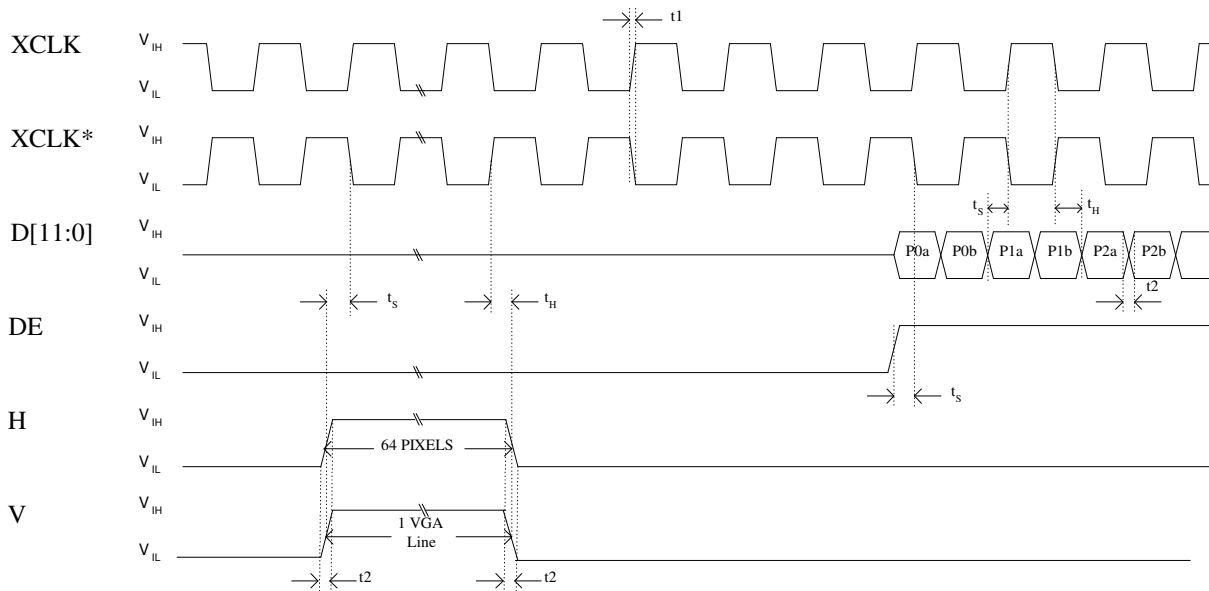 t1
XCLK V IH
V IL
XCLK* V IH
V IL
t S t H
D[11:0] V IH
P0a P0b P1a P1b P2a P2b
V IL
t2
t S t H
DE V IH
V IL
t S
H V IH
64 PIXELS
V IL
V V IH
1 VGA
Line
V IL
t2 t2